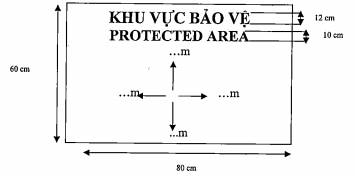 KHU VỰC BẢO VỆ
12 cm
PROTECTED AREA
10 cm
...m
60 cm
...m ...m
...m
80 cm